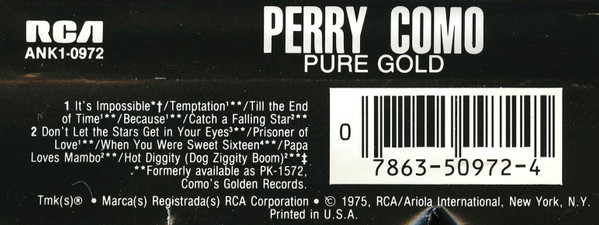 RCA
ANK1-0972
PERRY COMO
PURE GOLD
1 It's Impossible*†/Temptation¹**/Till the End
of Time¹**/Because¹**/Catch a Falling Star²**
2 Don't Let the Stars Get in Your Eyes³**/Prisoner of
Love¹**/When You Were Sweet Sixteen⁴**/Papa
Loves Mambo²**/Hot Diggity (Dog Ziggity Boom)²**‡
.**Formerly available as PK-1572,
Como's Golden Records.
0
7863-50972-4
Tmk(s)® • Marca(s) Registrada(s) RCA Corporation • © 1975, RCA/Ariola International, New York, N.Y.
Printed in U.S.A.